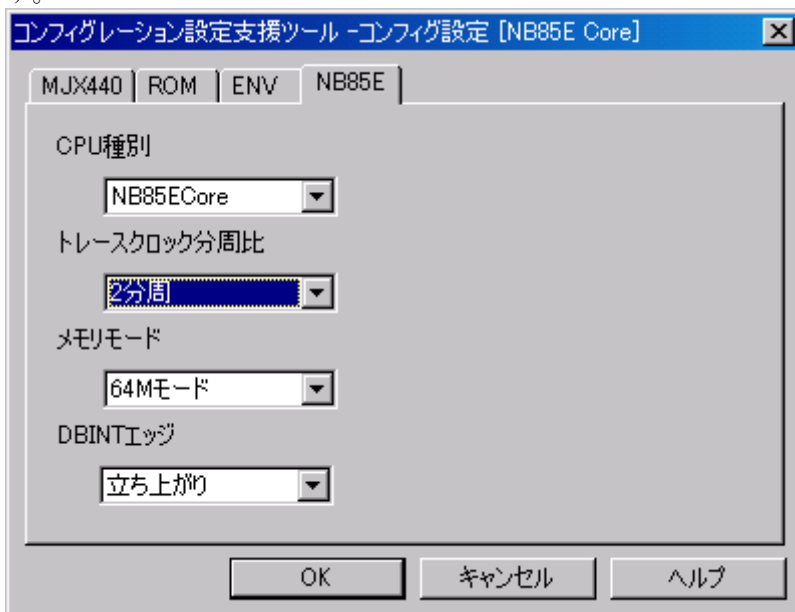 す。
コンフィグレーション設定支援ツール -コンフィグ設定 [NB85E Core]
MJX440 ROM ENV NB85E
CPU種別
NB85ECore
トレースクロック分周比
2分周
メモリモード
64Mモード
DBINTエッジ
立ち上がり
OK キャンセル ヘルプ